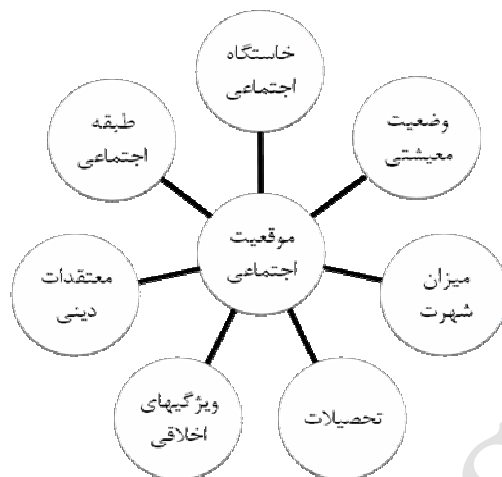 خاستگاه
اجتماعی
وضعیت
معیشتی
طبقه
اجتماعی
موقعیت
اجتماعی
میزان
شهرت
معتقدات
دینی
تحصیلات
ویژگیهای
اخلاقی